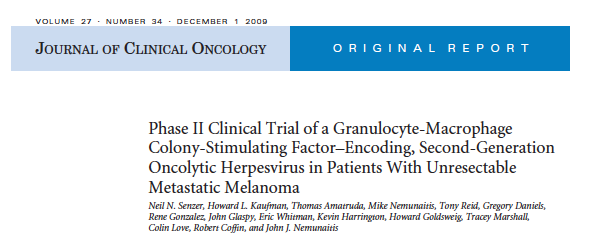 VOLUME 27 · NUMBER 34 · DECEMBER 1 2009
JOURNAL OF CLINICAL ONCOLOGY
ORIGINAL REPORT
Phase II Clinical Trial of a Granulocyte-Macrophage
Colony-Stimulating Factor–Encoding, Second-Generation
Oncolytic Herpesvirus in Patients With Unresectable
Metastatic Melanoma
Neil N. Senzer, Howard L. Kaufman, Thomas Amatruda, Mike Nemunaitis, Tony Reid, Gregory Daniels,
Rene Gonzalez, John Glaspy, Eric Whitman, Kevin Harrington, Howard Goldsweig, Tracey Marshall,
Colin Love, Robert Coffin, and John J. Nemunaitis